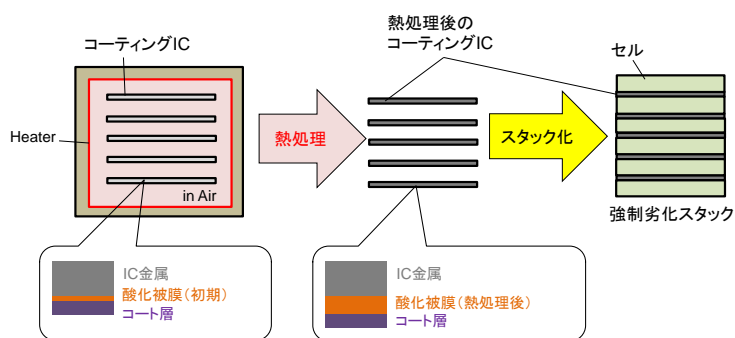 コーティングIC
Heater
in Air
熱処理
熱処理後の
コーティングIC
スタック化
セル
強制劣化スタック
IC金属
酸化被膜(初期)
コート層
IC金属
酸化被膜(熱処理後)
コート層